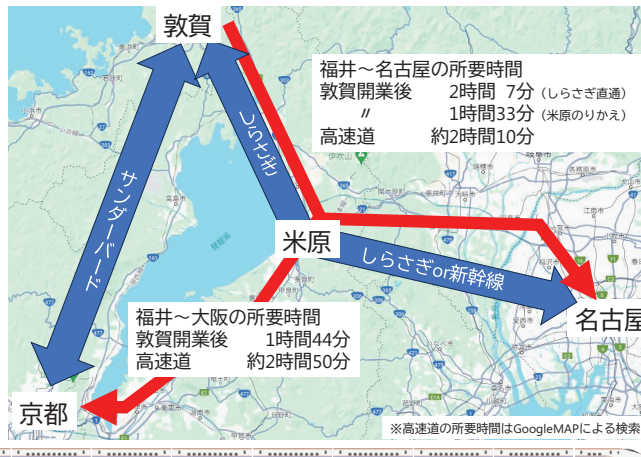 敦賀
福井～名古屋の所要時間
敦賀開業後 2時間 7分（しらさぎ直通）
〃 1時間33分（米原のりかえ）
高速道 約2時間10分
しらさぎ
サンダーバード
米原
しらさぎor新幹線
名古屋
福井～大阪の所要時間
敦賀開業後 1時間44分
高速道 約2時間50分
京都
※高速道の所要時間はGoogleMAPによる検索